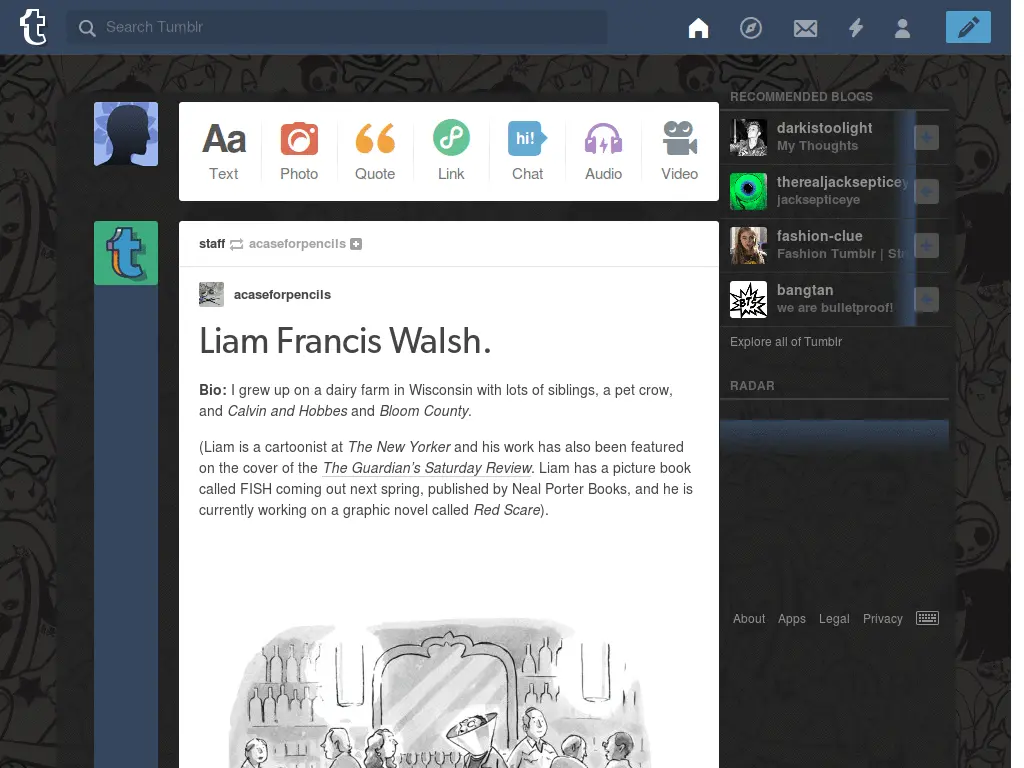 Search Tumblr
Aa
hi!
Text Photo Quote Link Chat Audio Video
staff acaseforpencils
acaseforpencils
Liam Francis Walsh.
Bio: I grew up on a dairy farm in Wisconsin with lots of siblings, a pet crow,
and Calvin and Hobbes and Bloom County.
(Liam is a cartoonist at The New Yorker and his work has also been featured
on the cover of the The Guardian’s Saturday Review. Liam has a picture book
called FISH coming out next spring, published by Neal Porter Books, and he is
currently working on a graphic novel called Red Scare).
RECOMMENDED BLOGS
darkistoolight
My Thoughts
therealjacksepticey
jacksepticeye
fashion-clue
Fashion Tumblr | Str
BTS
bangtan
we are bulletproof!
Explore all of Tumblr
RADAR
About Apps Legal Privacy